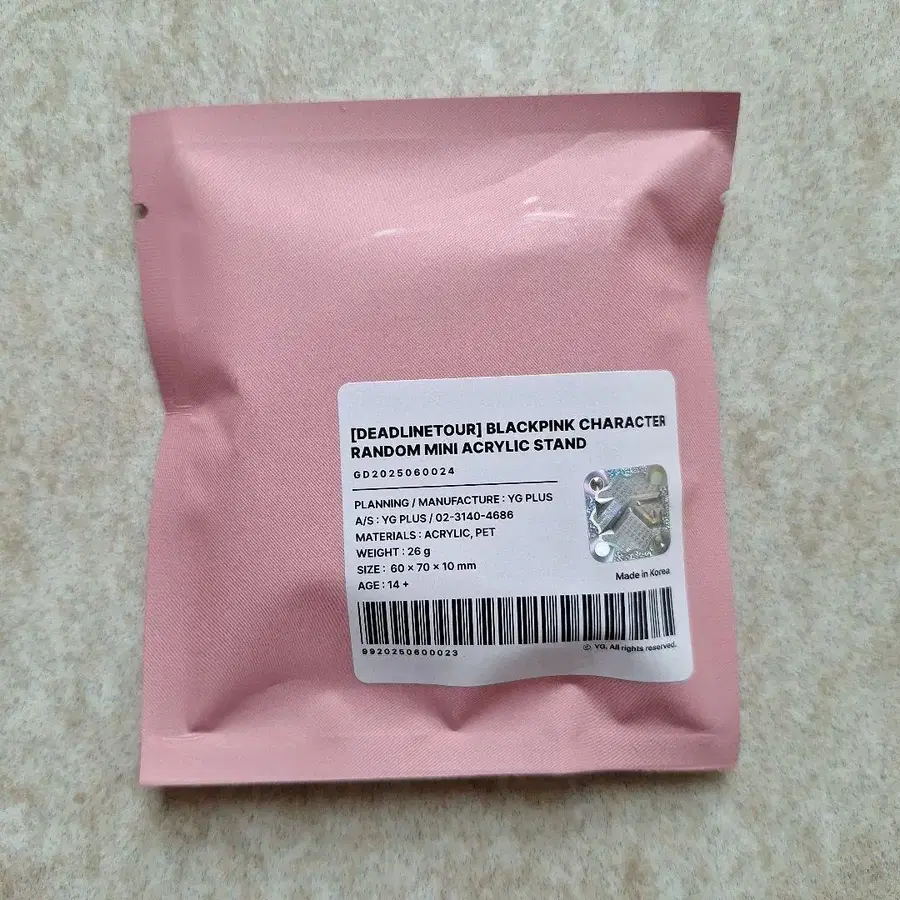 [DEADLINETOUR] BLACKPINK CHARACTER
RANDOM MINI ACRYLIC STAND
GD2025060024
PLANNING / MANUFACTURE : YG PLUS
A/S : YG PLUS / 02-3140-4686
MATERIALS : ACRYLIC, PET
WEIGHT : 26 g
SIZE : 60 × 70 × 10 mm
AGE : 14 +
Made in Korea
9920250600023
© YG. All rights reserved.